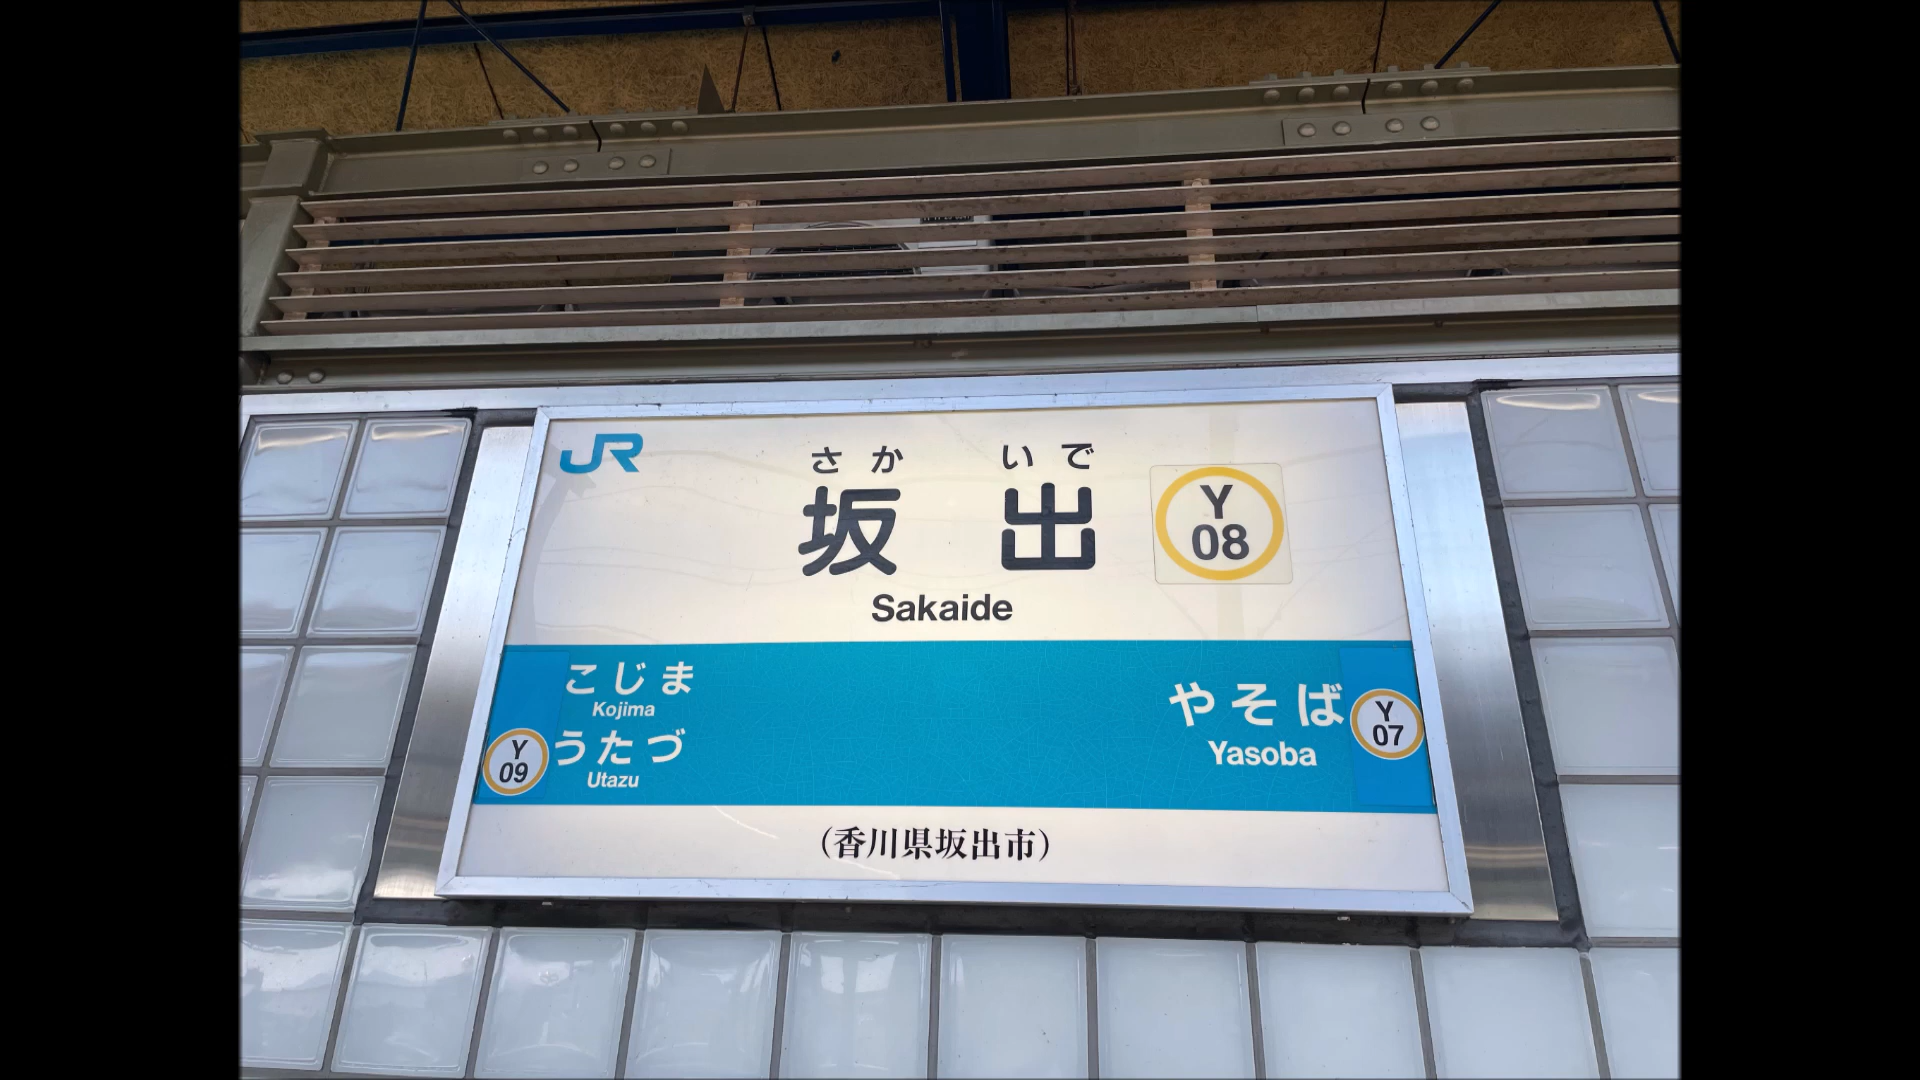 JR
さか いで
坂 出
Y
08
Sakaide
こじま
Kojima
Y
09
うたづ
Utazu
やそば
Yasoba
Y
07
(香川県坂出市)